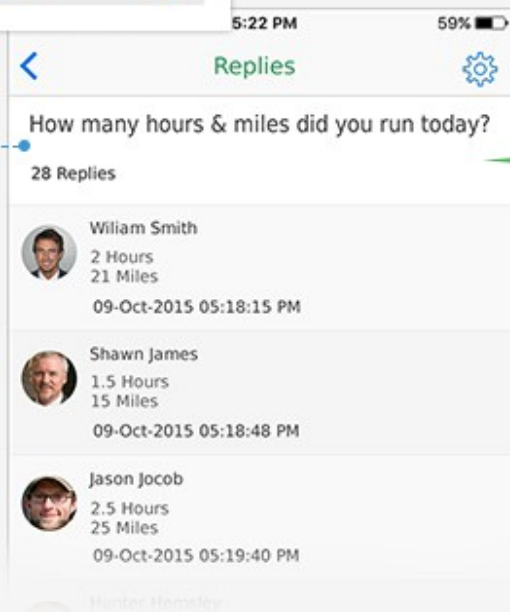 5:22 PM 59%
Replies
How many hours & miles did you run today?
28 Replies
Wiliam Smith
2 Hours
21 Miles
09-Oct-2015 05:18:15 PM
Shawn James
1.5 Hours
15 Miles
09-Oct-2015 05:18:48 PM
Jason Jocob
2.5 Hours
25 Miles
09-Oct-2015 05:19:40 PM
Hunter Hemsley